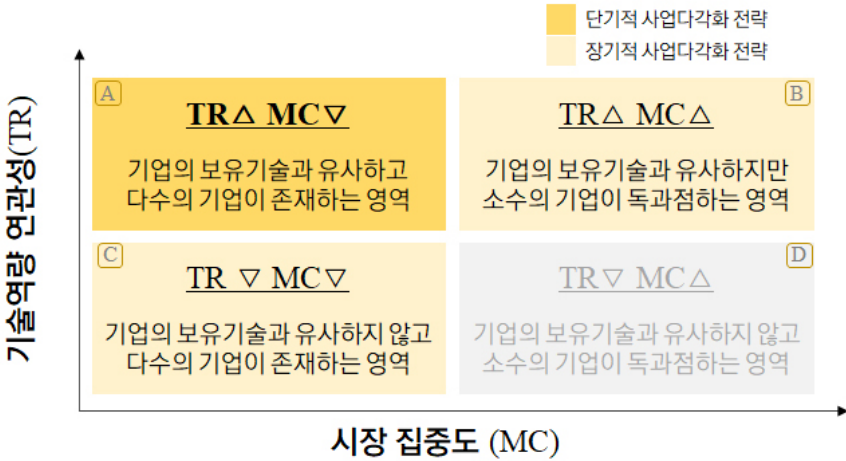 단기적 사업다각화 전략
장기적 사업다각화 전략
기술역량 연관성(TR)
A
TR△ MC▽
기업의 보유기술과 유사하고
다수의 기업이 존재하는 영역
B
TR△ MC△
기업의 보유기술과 유사하지만
소수의 기업이 독과점하는 영역
C
TR ▽ MC▽
기업의 보유기술과 유사하지 않고
다수의 기업이 존재하는 영역
D
TR▽ MC△
기업의 보유기술과 유사하지 않고
소수의 기업이 독과점하는 영역
시장 집중도 (MC)